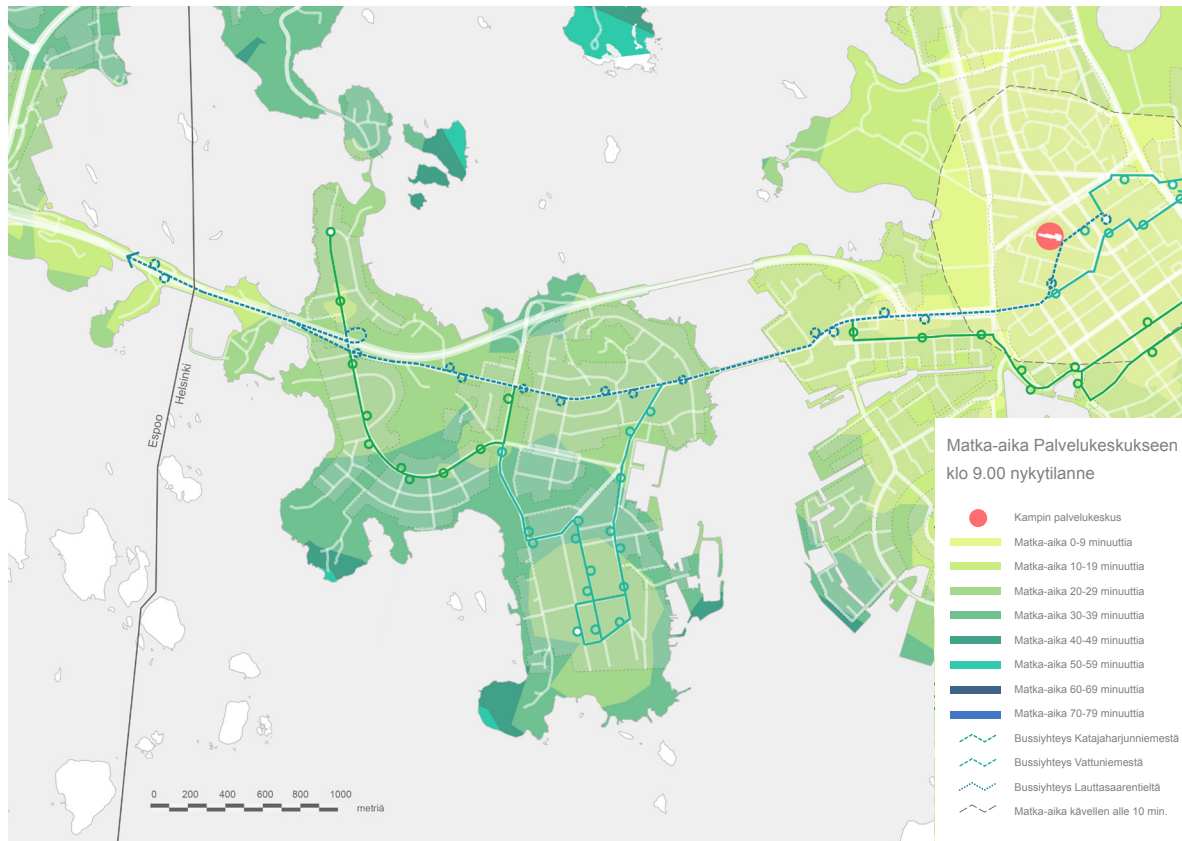 Espoo
Helsinki
Matka-aika Palvelukeskukseen
klo 9.00 nykytilanne
Kampin palvelukeskus
Matka-aika 0-9 minuuttia
Matka-aika 10-19 minuuttia
Matka-aika 20-29 minuuttia
Matka-aika 30-39 minuuttia
Matka-aika 40-49 minuuttia
Matka-aika 50-59 minuuttia
Matka-aika 60-69 minuuttia
Matka-aika 70-79 minuuttia
Bussiyhteys Katajaharjunniemestä
Bussiyhteys Vattuniemestä
Bussiyhteys Lauttasaarentieltä
Matka-aika kävellen alle 10 min.
0 200 400 600 800 1000
metriä